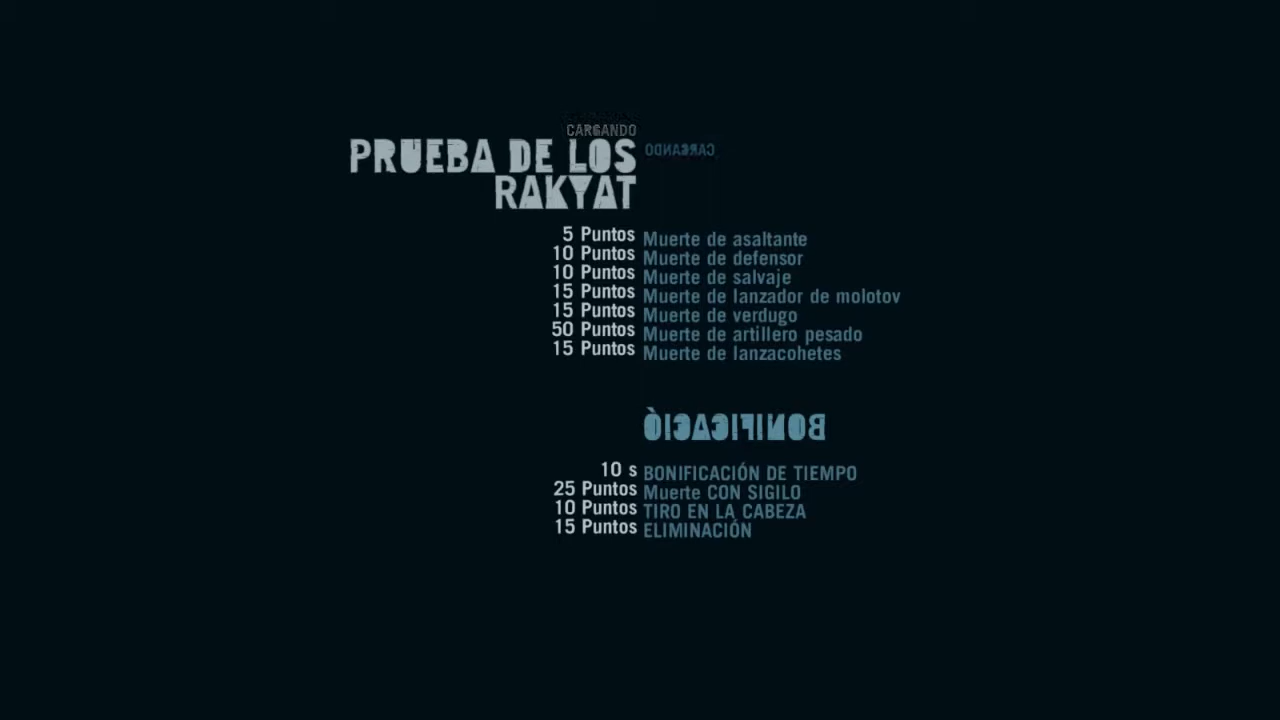 CARGANDO
CARGANDO
PRUEBA DE LOS
RAKYAT
5 Puntos Muerte de asaltante
10 Puntos Muerte de defensor
10 Puntos Muerte de salvaje
15 Puntos Muerte de lanzador de molotov
15 Puntos Muerte de verdugo
50 Puntos Muerte de artillero pesado
15 Puntos Muerte de lanzacohetes
BONIFICACIÒ
10 s BONIFICACIÓN DE TIEMPO
25 Puntos Muerte CON SIGILO
10 Puntos TIRO EN LA CABEZA
15 Puntos ELIMINACIÓN